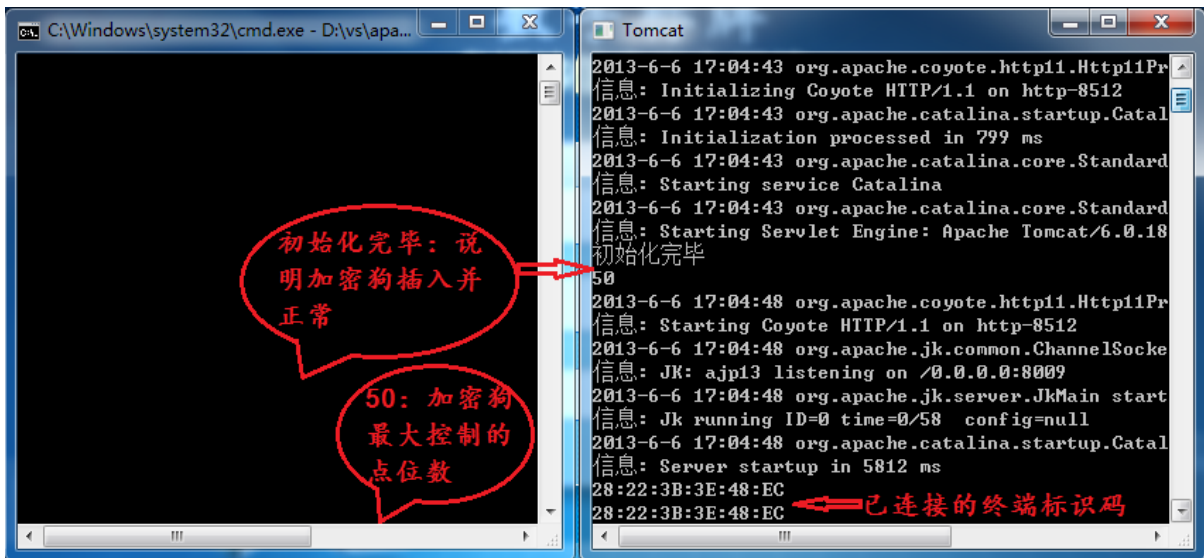 C:\Windows\system32\cmd.exe - D:\vs\apa...
初始化完毕：说
明加密狗插入并
正常
50：加密狗
最大控制的
点位数
Tomcat
2013-6-6 17:04:43 org.apache.coyote.http11.Http11Pr
信息: Initializing Coyote HTTP/1.1 on http-8512
2013-6-6 17:04:43 org.apache.catalina.startup.Catal
信息: Initialization processed in 799 ms
2013-6-6 17:04:43 org.apache.catalina.core.Standard
信息: Starting service Catalina
2013-6-6 17:04:43 org.apache.catalina.core.Standard
信息: Starting Servlet Engine: Apache Tomcat/6.0.18
初始化完毕
50
2013-6-6 17:04:48 org.apache.coyote.http11.Http11Pr
信息: Starting Coyote HTTP/1.1 on http-8512
2013-6-6 17:04:48 org.apache.jk.common.ChannelSocke
信息: JK: ajp13 listening on /0.0.0.0:8009
2013-6-6 17:04:48 org.apache.jk.server.JkMain start
信息: Jk running ID=0 time=0/58  config=null
2013-6-6 17:04:48 org.apache.catalina.startup.Catal
信息: Server startup in 5812 ms
28:22:3B:3E:48:EC
28:22:3B:3E:48:EC 已连接的终端标识码